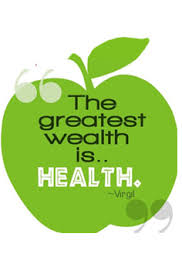 “
The
greatest
wealth
is..
HEALTH.
~Virgil
”